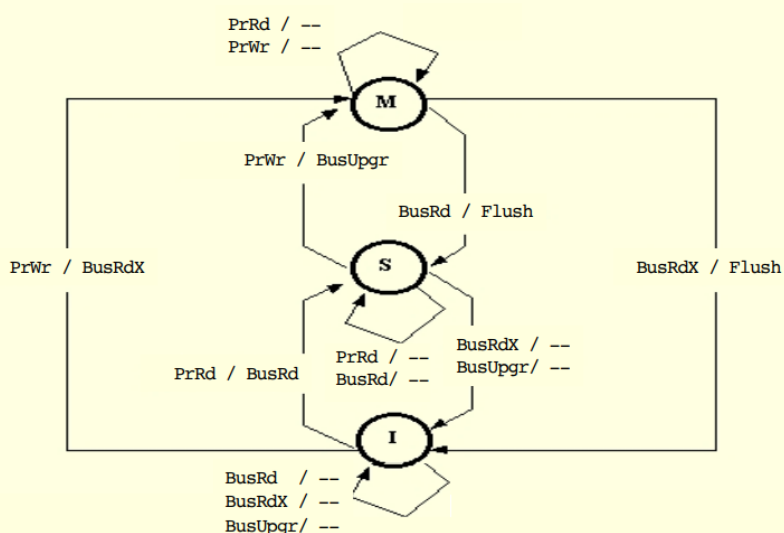 PrRd / --
PrWr / --
M
PrWr / BusUpgr
BusRd / Flush
PrWr / BusRdX
S
BusRdX / Flush
PrRd / --
BusRd/ --
BusRdX / --
BusUpgr/ --
PrRd / BusRd
I
BusRd  / --
BusRdX / --
BusUpgr/ --